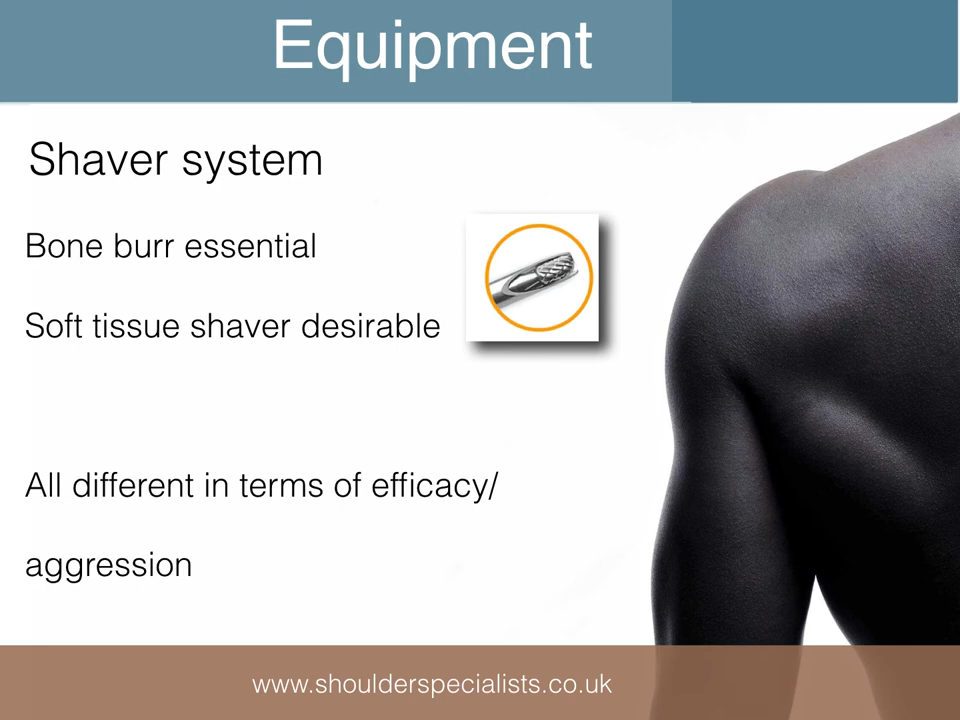 Equipment
Shaver system
Bone burr essential
Soft tissue shaver desirable
All different in terms of efficacy/
aggression
www.shoulderspecialists.co.uk